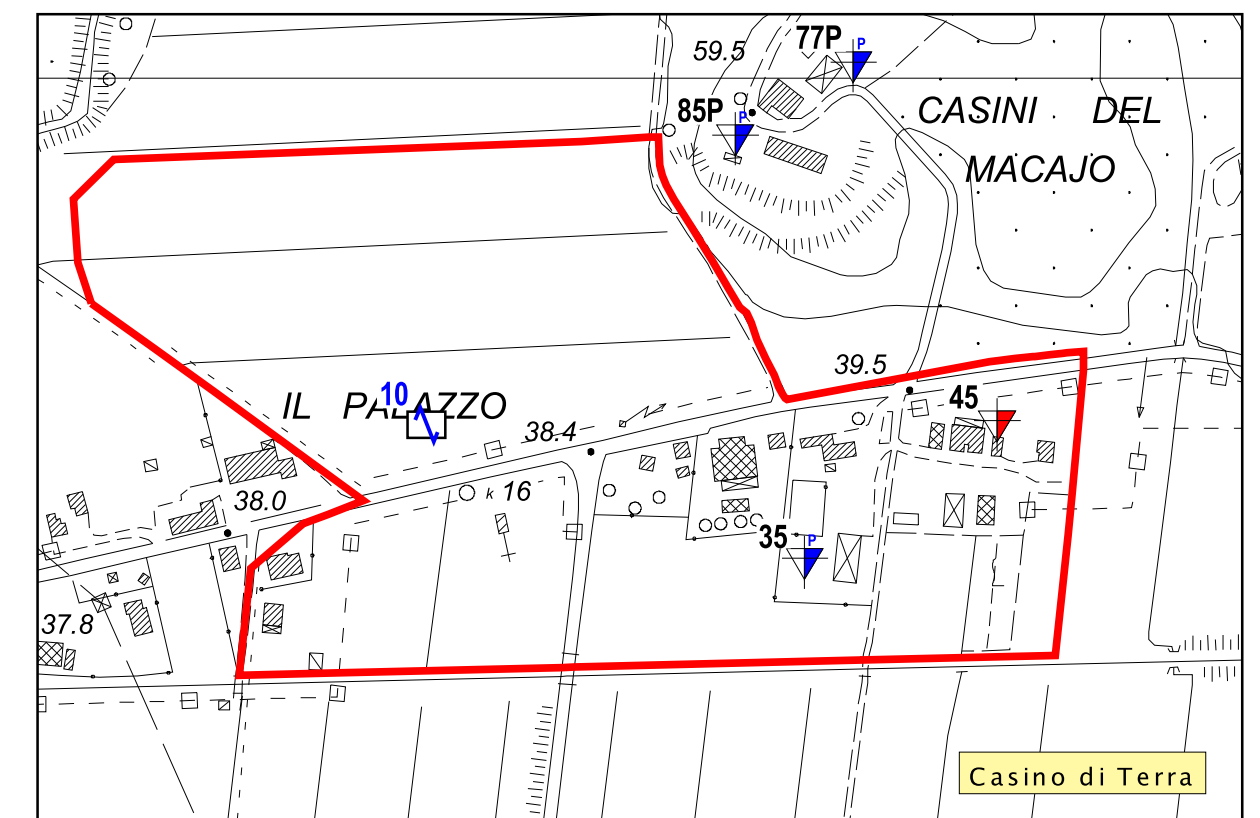 77P
P
59.5
85P
P
CASINI DEL
MACAJO
39.5
10
IL PALAZZO
45
38.4
38.0
k 16
35
P
37.8
Casino di Terra